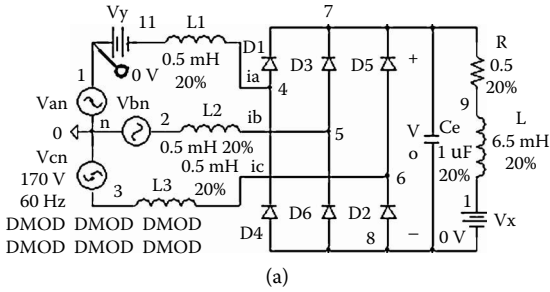 Vy 11 L1 7
0.5 mH
20%
0 V
D1 D3 D5 +
R
0.5
20%
1
ia
4
9
Van Vbn
n 2 L2 ib
5
V
o
Ce
1 uF
20%
L
6.5 mH
20%
0
0.5 mH 20%
0.5 mH
20%
Vcn
170 V
60 Hz
3 L3 ic
6
1
Vx
DMOD DMOD DMOD
DMOD DMOD DMOD
D4 D6 D2
8 – 0 V
(a)